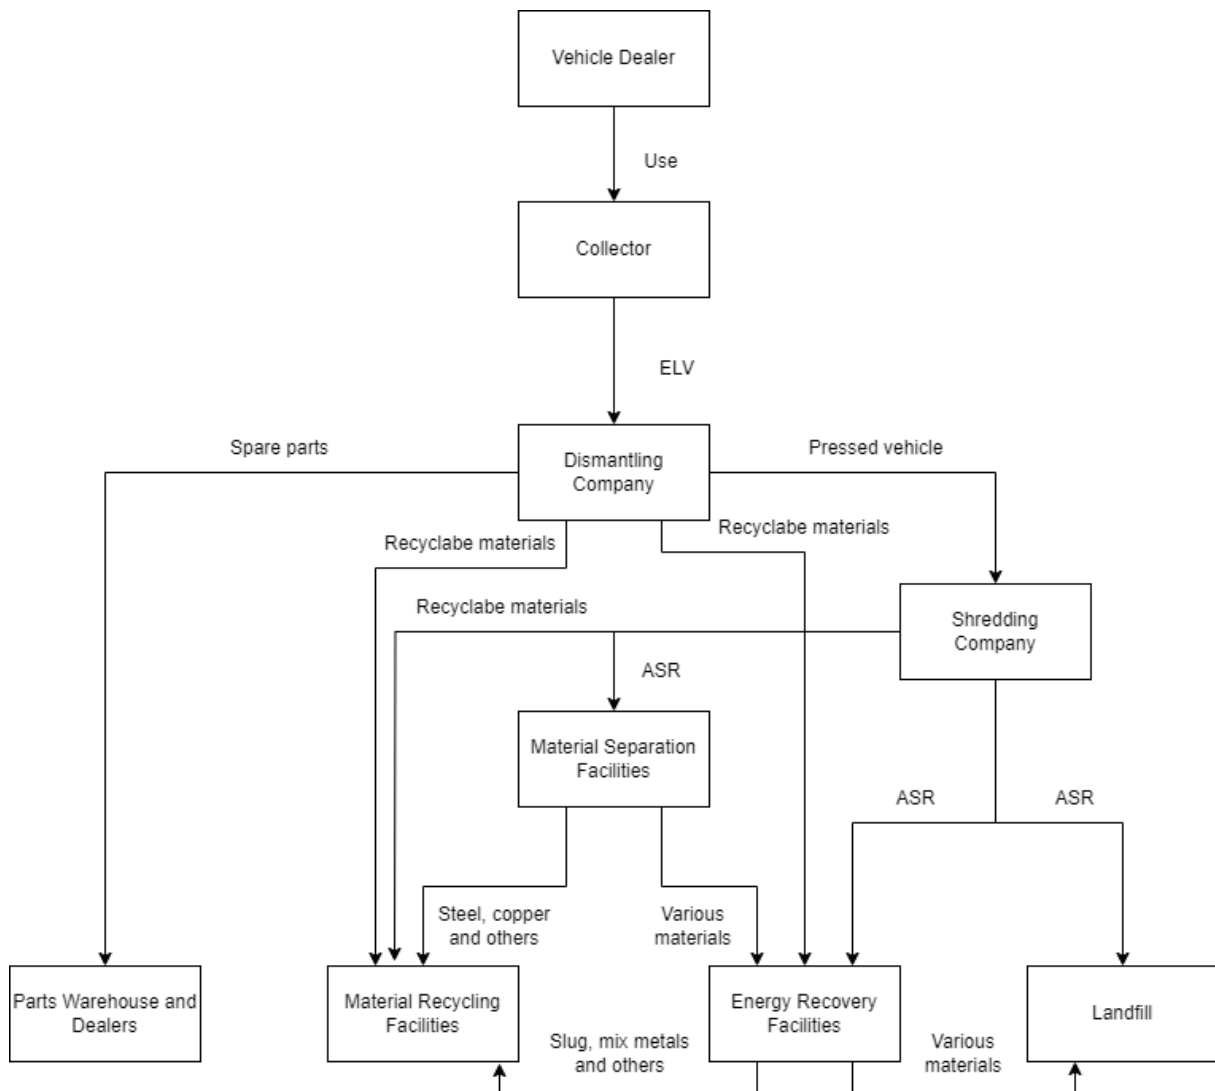 Vehicle Dealer
Use
Collector
ELV
Spare parts
Dismantling
Company
Pressed vehicle
Recyclabe materials
Recyclabe materials
Recyclabe materials
Shredding
Company
ASR
Material Separation
Facilities
ASR
ASR
Steel, copper
and others
Various
materials
Parts Warehouse and
Dealers
Material Recycling
Facilities
Energy Recovery
Facilities
Landfill
Slug, mix metals
and others
Various
materials